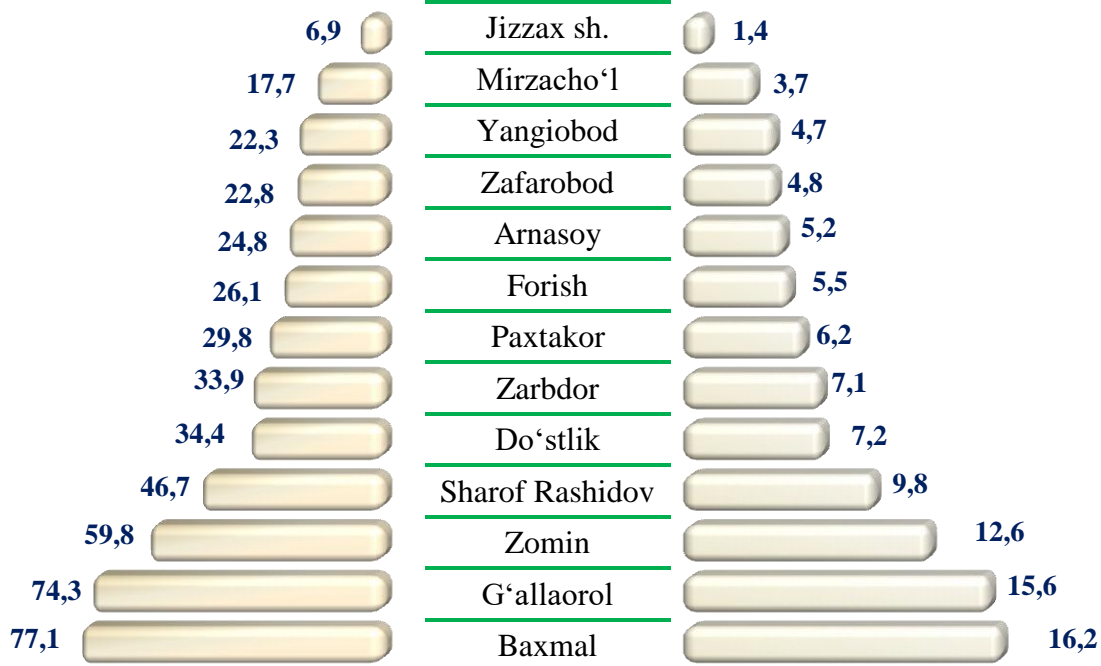 6,9 Jizzax sh. 1,4
17,7 Mirzacho‘l 3,7
22,3 Yangiobod 4,7
22,8 Zafarobod 4,8
24,8 Arnasoy 5,2
26,1 Forish 5,5
29,8 Paxtakor 6,2
33,9 Zarbdor 7,1
34,4 Do‘stlik 7,2
46,7 Sharof Rashidov 9,8
59,8 Zomin 12,6
74,3 G‘allaorol 15,6
77,1 Baxmal 16,2